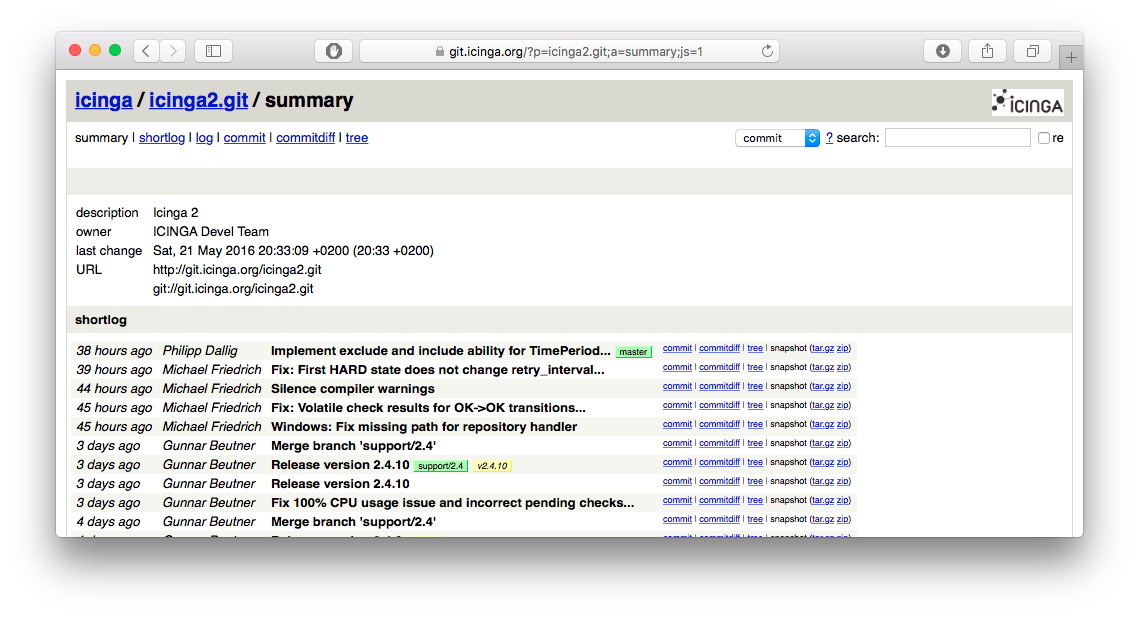 git.icinga.org/?p=icinga2.git;a=summary;js=1
icinga / icinga2.git / summary
ICINGA
summary | shortlog | log | commit | commitdiff | tree
commit ? search: re
description Icinga 2
owner ICINGA Devel Team
last change Sat, 21 May 2016 20:33:09 +0200 (20:33 +0200)
URL http://git.icinga.org/icinga2.git
git://git.icinga.org/icinga2.git
shortlog
38 hours ago Philipp Dallig Implement exclude and include ability for TimePeriod... master commit | commitdiff | tree | snapshot (tar.gz zip)
39 hours ago Michael Friedrich Fix: First HARD state does not change retry_interval... commit | commitdiff | tree | snapshot (tar.gz zip)
44 hours ago Michael Friedrich Silence compiler warnings commit | commitdiff | tree | snapshot (tar.gz zip)
45 hours ago Michael Friedrich Fix: Volatile check results for OK->OK transitions... commit | commitdiff | tree | snapshot (tar.gz zip)
45 hours ago Michael Friedrich Windows: Fix missing path for repository handler commit | commitdiff | tree | snapshot (tar.gz zip)
3 days ago Gunnar Beutner Merge branch 'support/2.4' commit | commitdiff | tree | snapshot (tar.gz zip)
3 days ago Gunnar Beutner Release version 2.4.10 support/2.4 v2.4.10 commit | commitdiff | tree | snapshot (tar.gz zip)
3 days ago Gunnar Beutner Release version 2.4.10 commit | commitdiff | tree | snapshot (tar.gz zip)
3 days ago Gunnar Beutner Fix 100% CPU usage issue and incorrect pending checks... commit | commitdiff | tree | snapshot (tar.gz zip)
4 days ago Gunnar Beutner Merge branch 'support/2.4' commit | commitdiff | tree | snapshot (tar.gz zip)